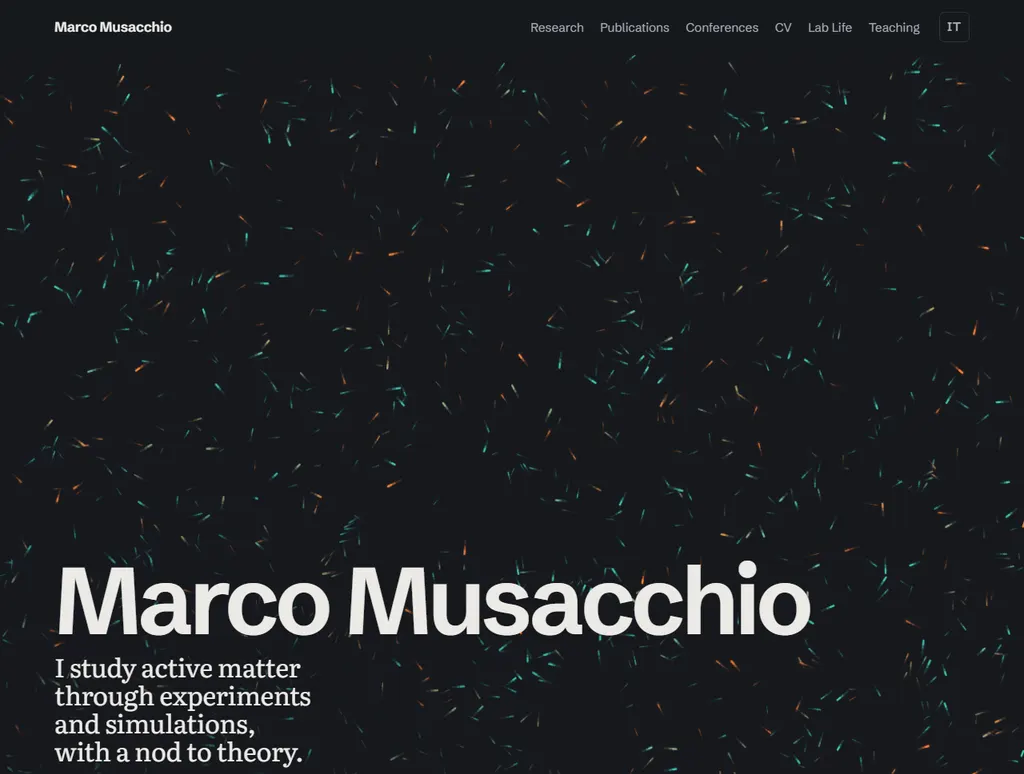 Marco Musacchio
Research Publications Conferences CV Lab Life Teaching IT
Marco Musacchio
I study active matter
through experiments
and simulations,
with a nod to theory.